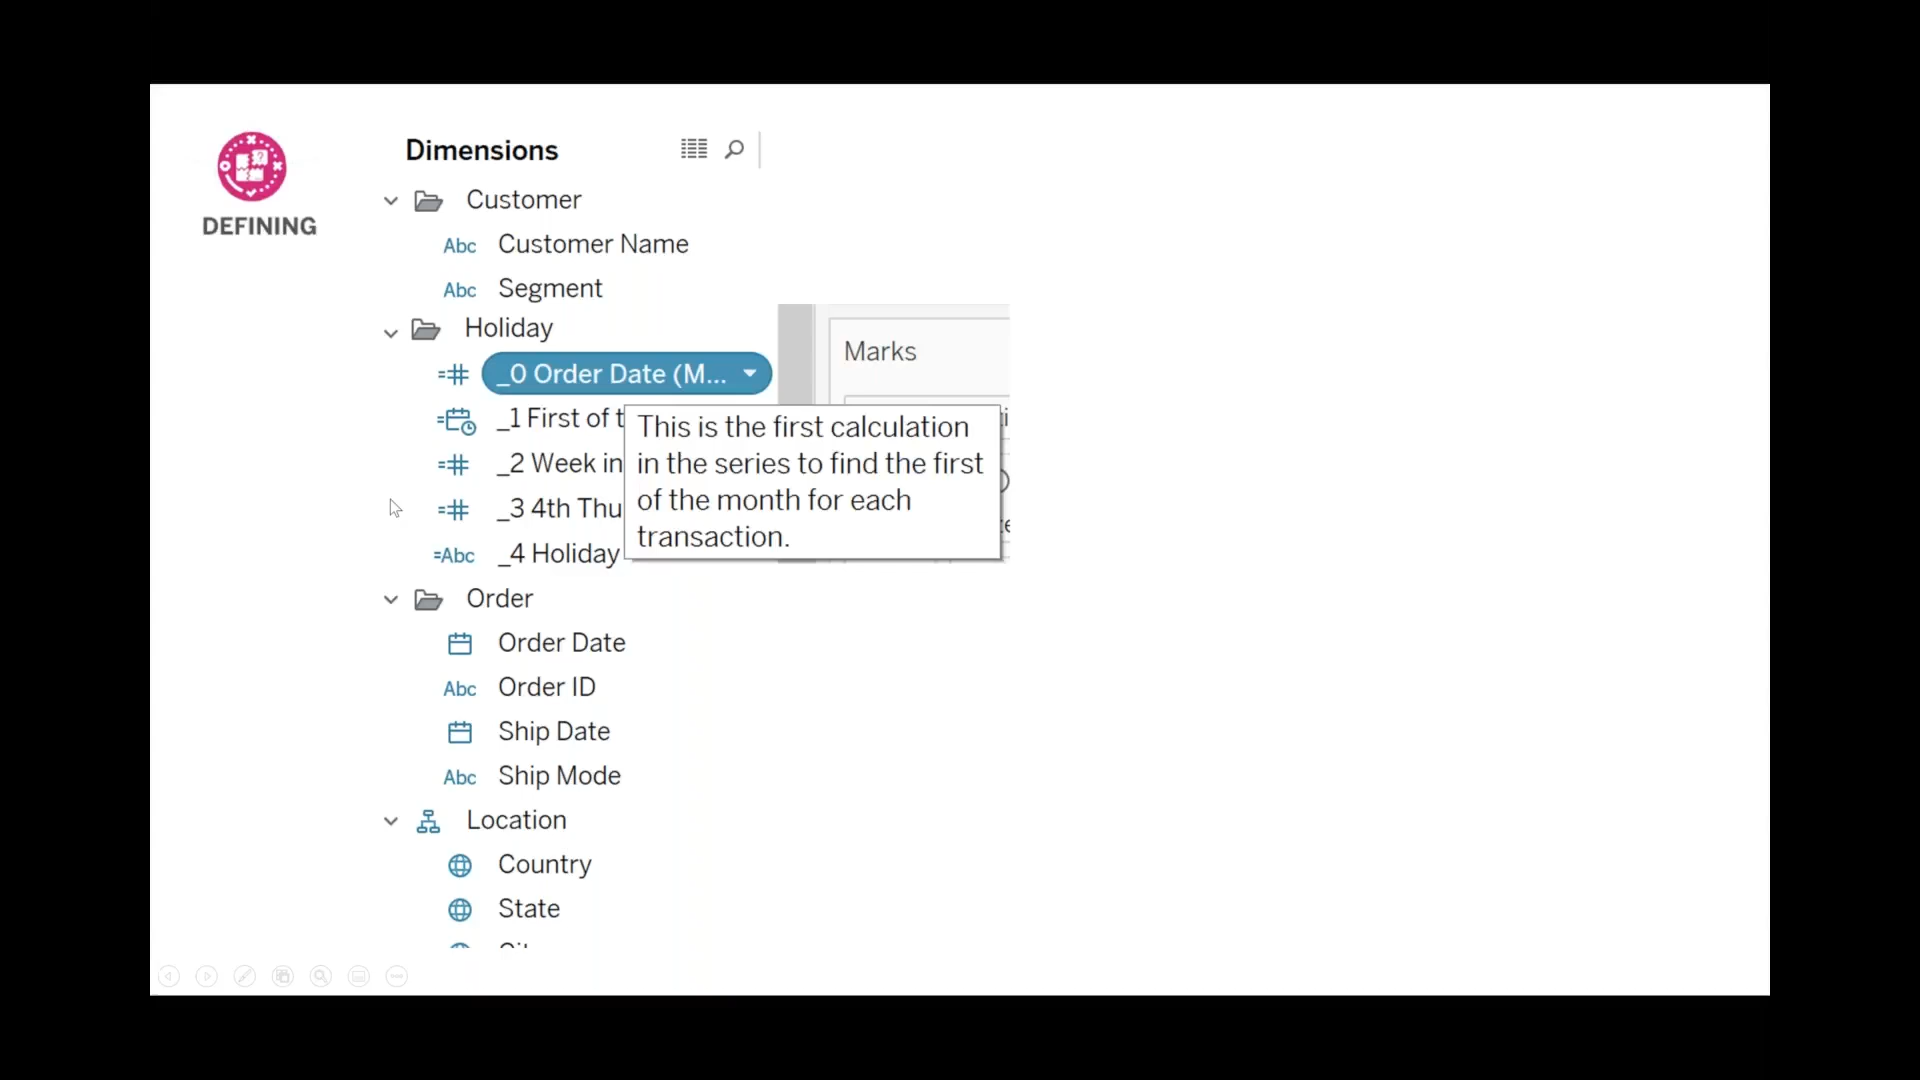 DEFINING
Dimensions
Customer
Abc Customer Name
Abc Segment
Holiday
=# _0 Order Date (M...
_1 First of t
=# _2 Week in
=# _3 4th Thu
=Abc _4 Holiday
Marks
This is the first calculation
in the series to find the first
of the month for each
transaction.
Order
Order Date
Abc Order ID
Ship Date
Abc Ship Mode
Location
Country
State